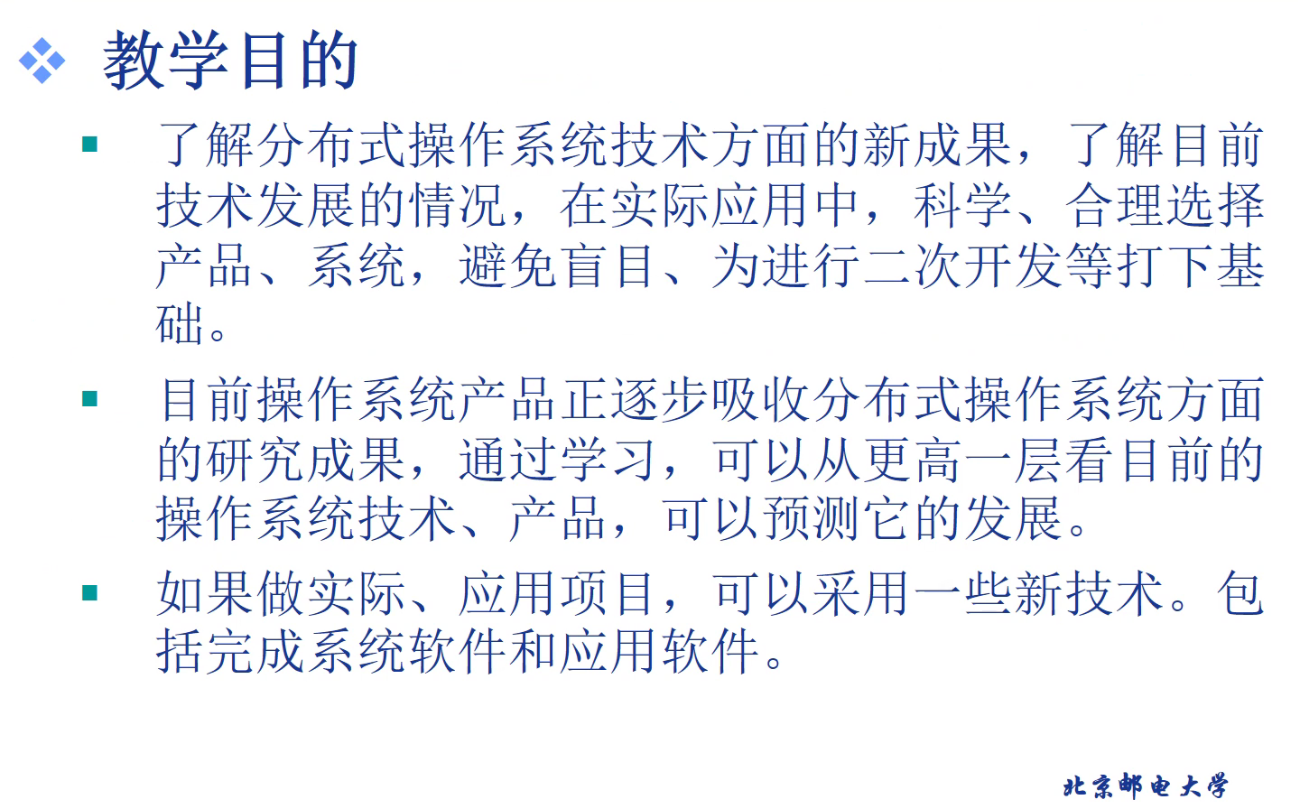 教学目的
了解分布式操作系统技术方面的新成果，了解目前
技术发展的情况，在实际应用中，科学、合理选择
产品、系统，避免盲目、为进行二次开发等打下基
础。
目前操作系统产品正逐步吸收分布式操作系统方面
的研究成果，通过学习，可以从更高一层看目前的
操作系统技术、产品，可以预测它的发展。
如果做实际、应用项目，可以采用一些新技术。包
括完成系统软件和应用软件。
北京邮电大学